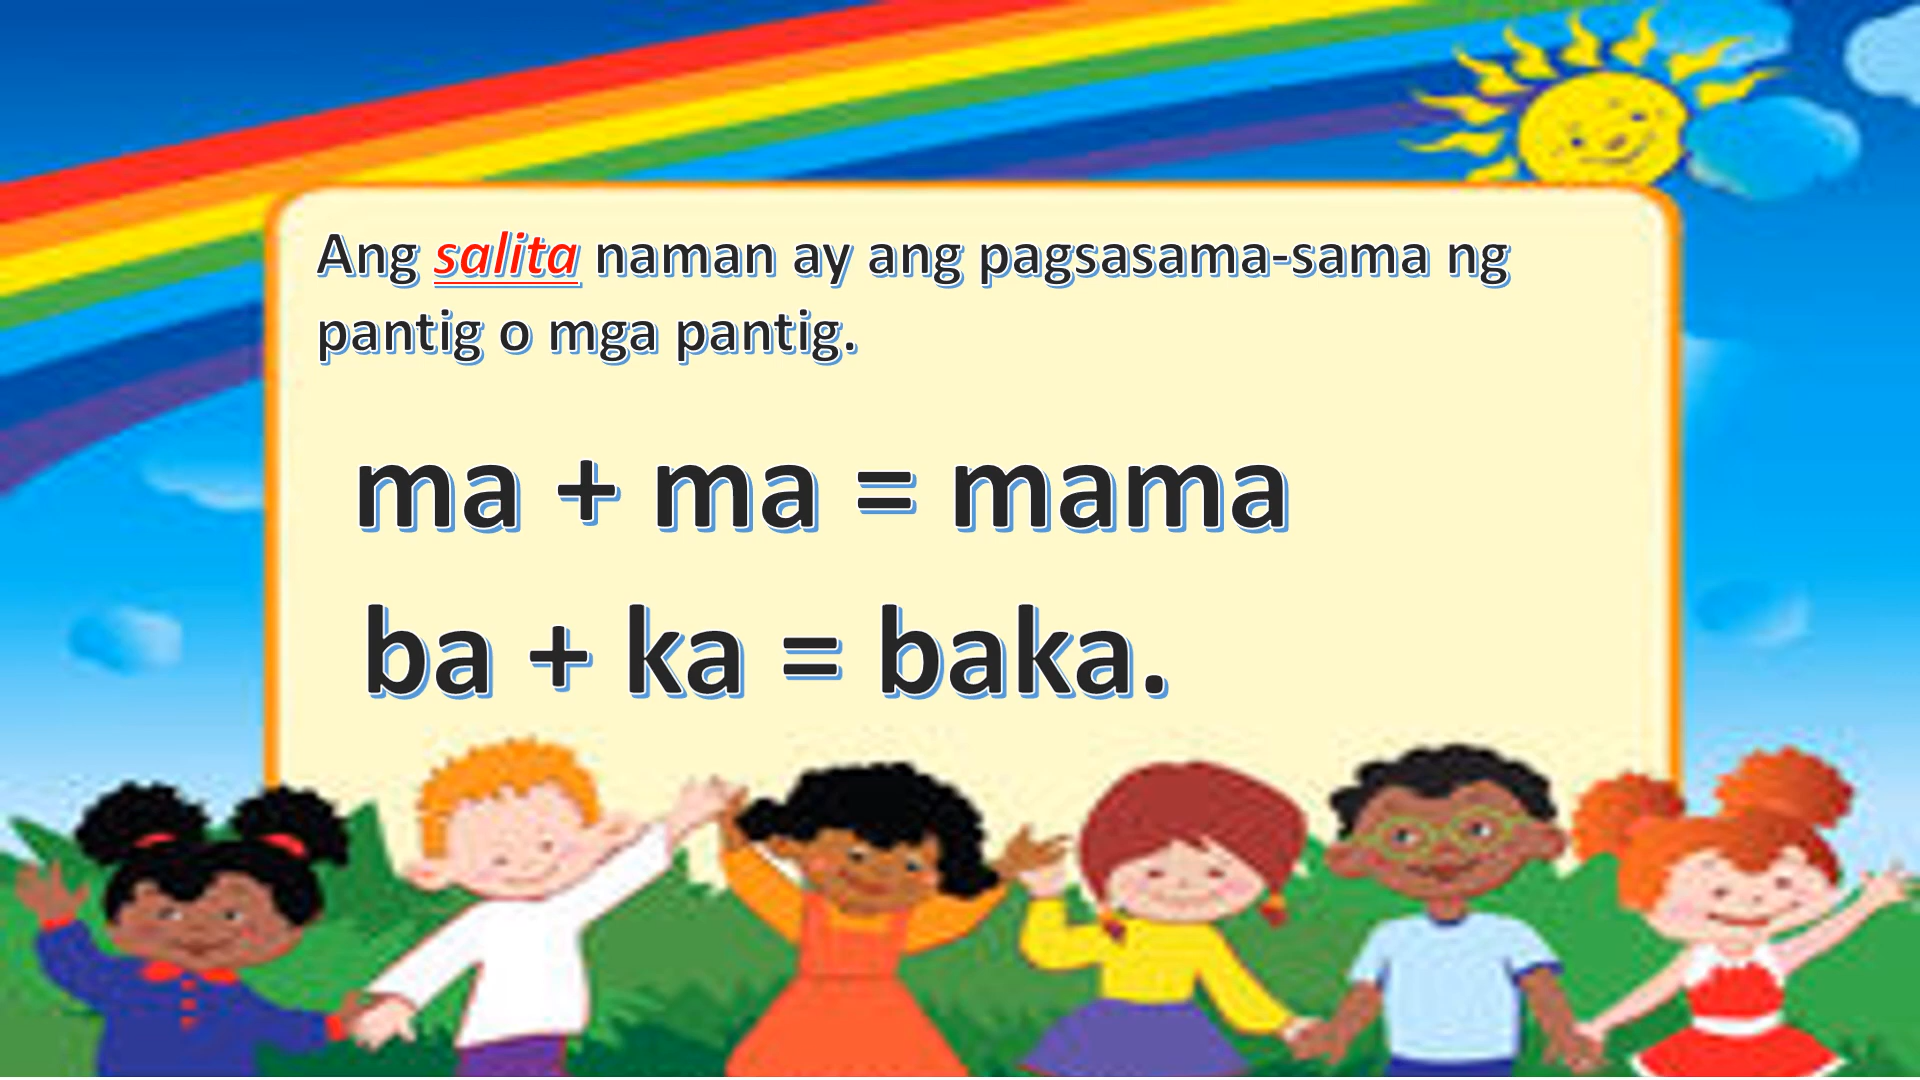 Ang salita naman ay ang pagsasama-sama ng
pantig o mga pantig.
ma + ma = mama
ba + ka = baka.